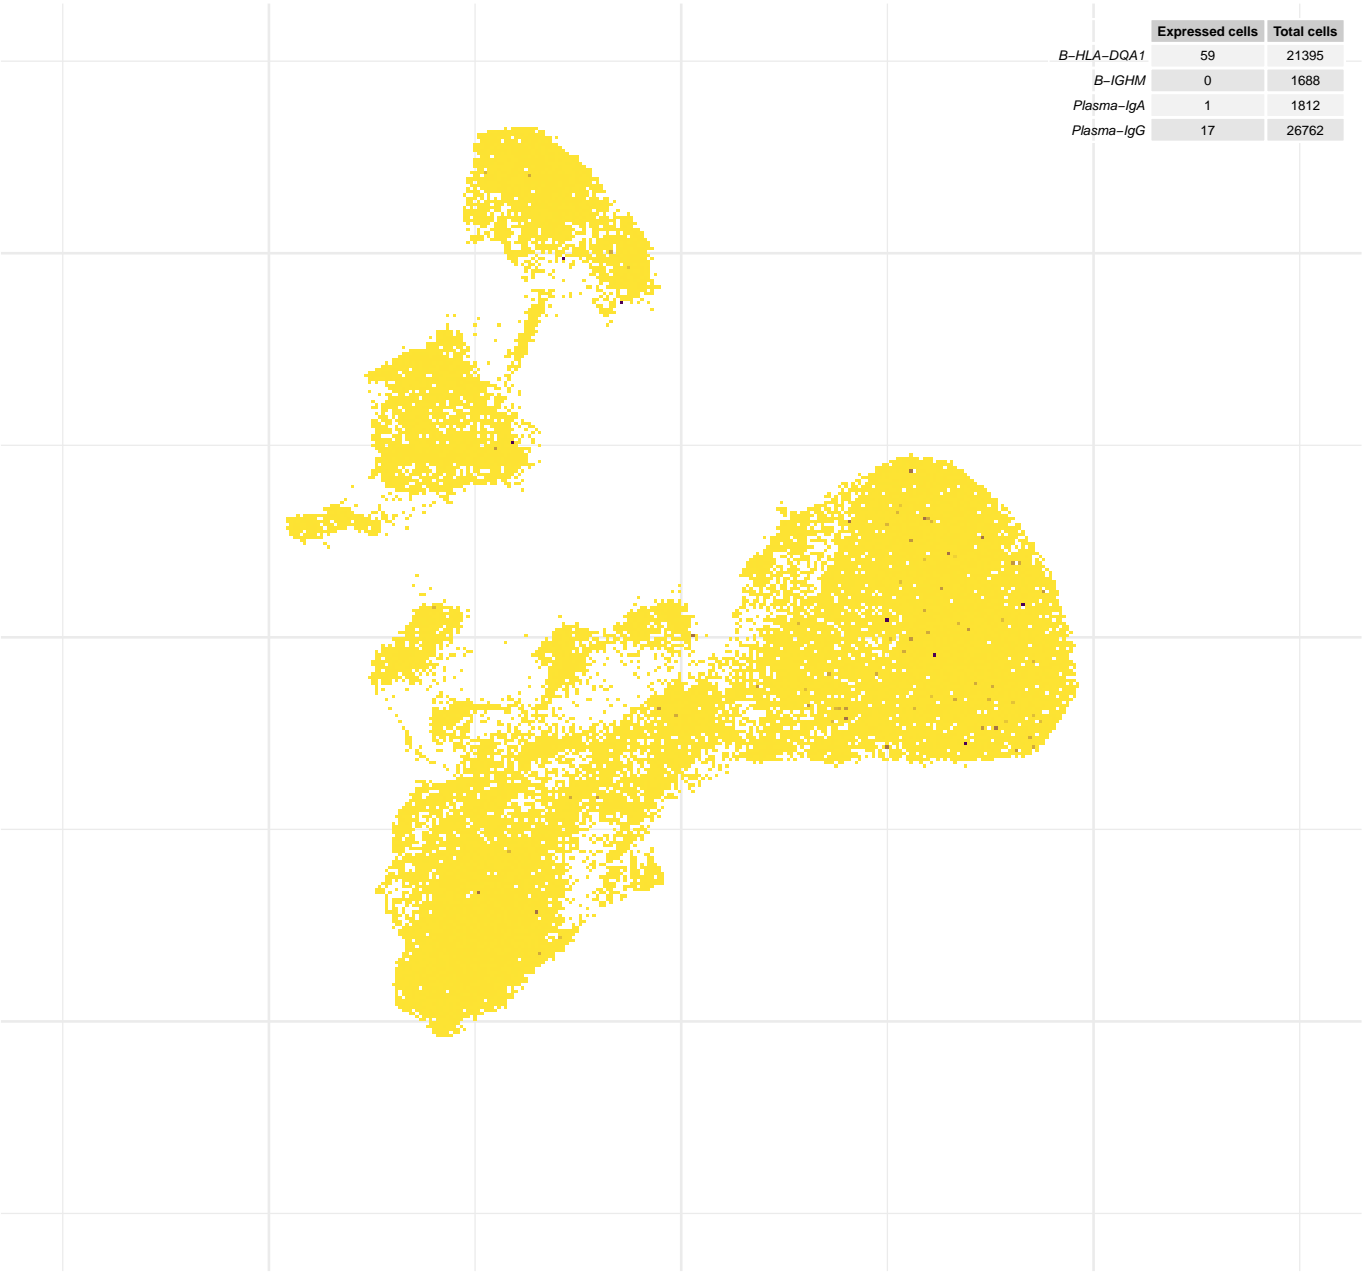 Expressed cells Total cells
B−HLA−DQA1 59 21395
B−IGHM 0 1688
Plasma−IgA 1 1812
Plasma−IgG 17 26762